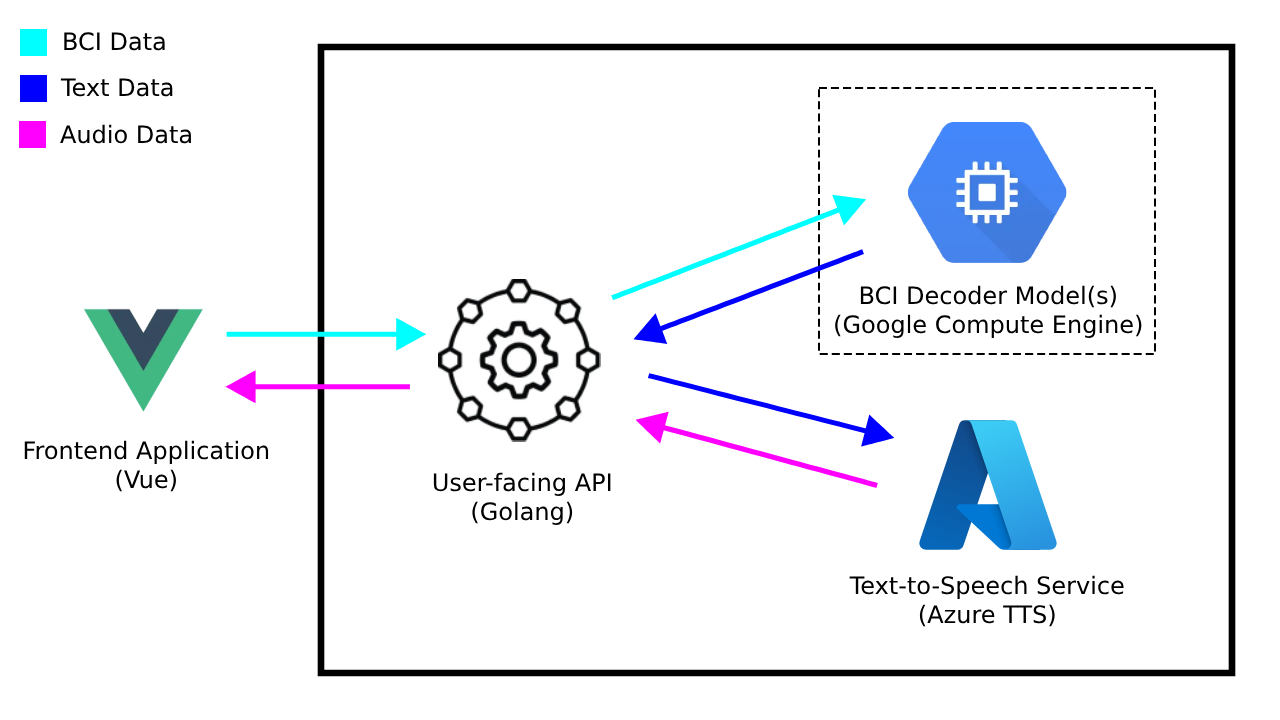 BCI Data
Text Data
Audio Data
BCI Decoder Model(s)
(Google Compute Engine)
Frontend Application
(Vue)
User-facing API
(Golang)
Text-to-Speech Service
(Azure TTS)